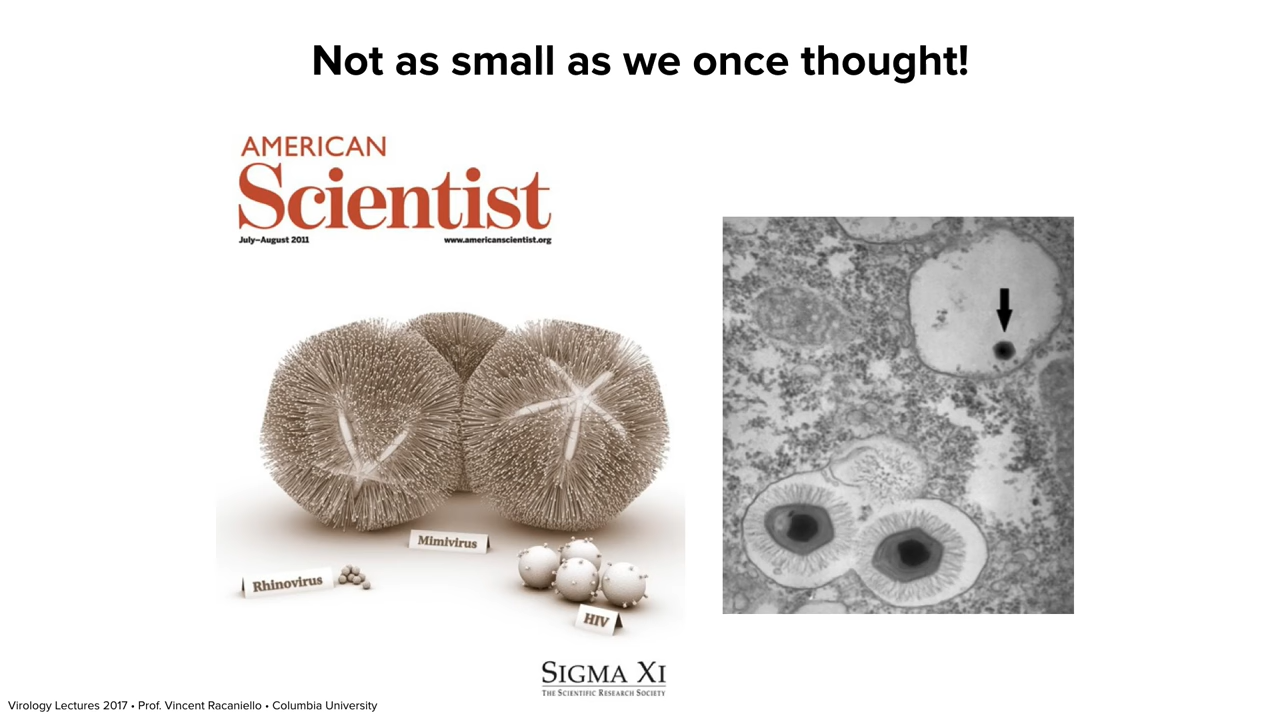 Not as small as we once thought!
AMERICAN
Scientist
July–August 2011 www.americanscientist.org
Mimivirus
Rhinovirus
HIV
SIGMA XI
THE SCIENTIFIC RESEARCH SOCIETY
Virology Lectures 2017 • Prof. Vincent Racaniello • Columbia University